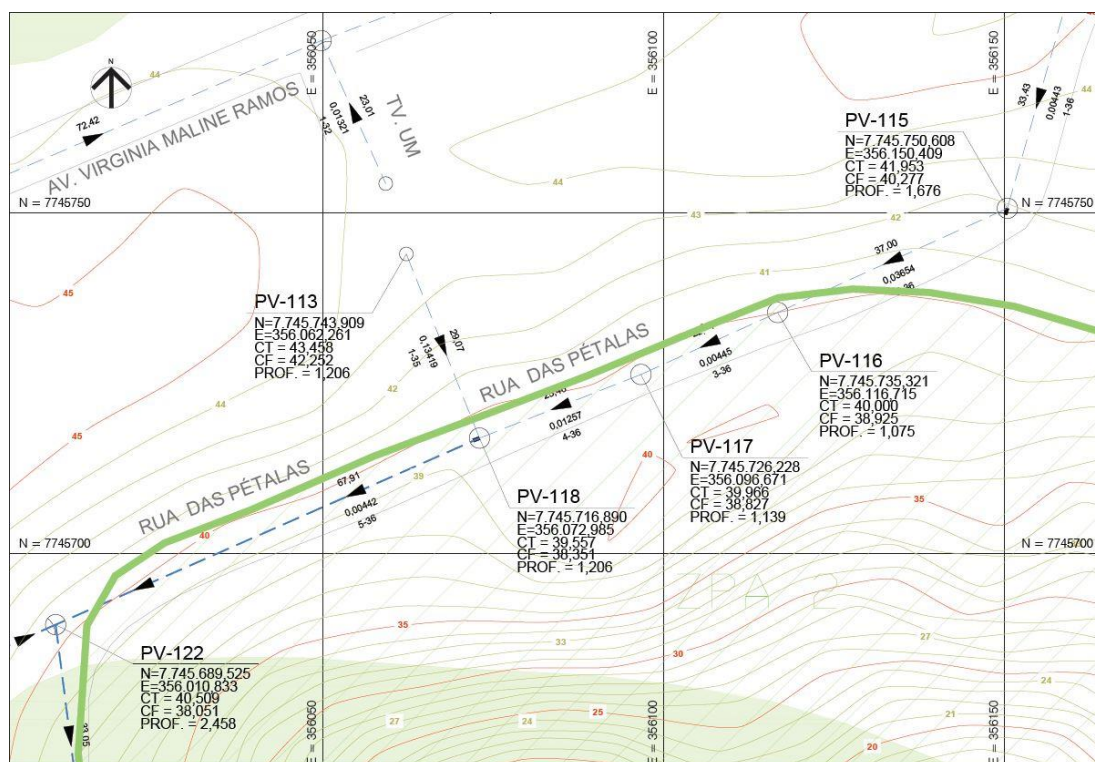 E = 356050
E = 356100
E = 356150
N
44
44
44
72,42
AV. VIRGINIA MALINE RAMOS
23,01
0,01321
1-32
TV. UM
33,43
0,00443
1-36
PV-115
N=7.745.750,608
E=356.150,409
CT = 41,953
CF = 40,277
PROF. = 1,676
N = 7745750
N = 7745750
44
43
42
41
37,00
0,03654
45
PV-113
N=7.745.743,909
E=356.062,261
CT = 43,458
CF = 42,252
PROF. = 1,206
29,07
0,13419
1-35
RUA DAS PÉTALAS
0,00445
3-36
0,01257
4-36
PV-116
N=7.745.735,321
E=356.116,715
CT = 40,000
CF = 38,925
PROF. = 1,075
42
44
45
39
40
PV-117
N=7.745.726,228
E=356.096,671
CT = 39,966
CF = 38,827
PROF. = 1,139
RUA DAS PÉTALAS
67,91
0,00442
5-36
40
PV-118
N=7.745.716,890
E=356.072,985
CT = 39,557
CF = 38,351
PROF. = 1,206
35
N = 7745700
N = 7745700
ZPA 2
35
33
30
27
PV-122
N=7.745.689,525
E=356.010,833
CT = 40,509
CF = 38,051
PROF. = 2,458
27
24
25
24
21
20
E = 356050
E = 356100
E = 356150